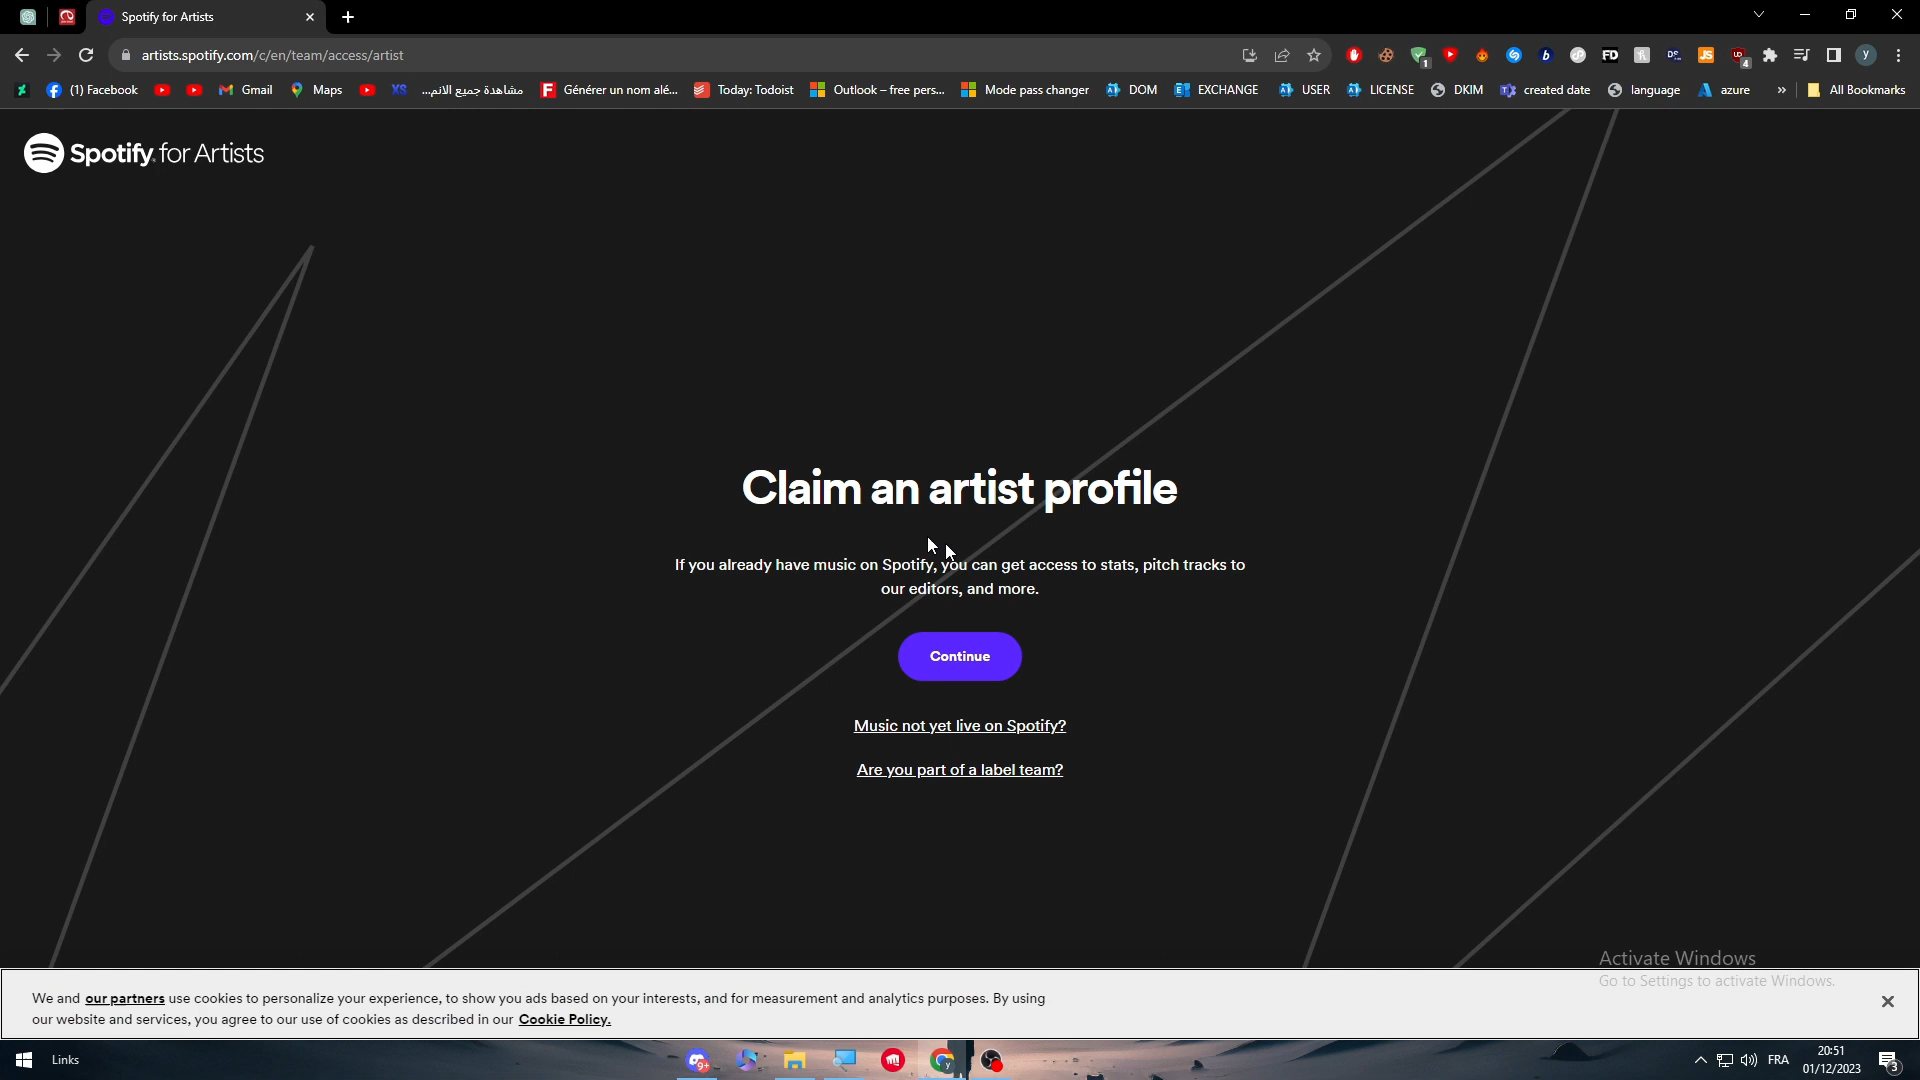 Spotify for Artists
artists.spotify.com/c/en/team/access/artist
1
b
FD
JS
4
y
(1) Facebook
Gmail
Maps
XS
مشاهدة جميع الانم...
Générer un nom alé...
Today: Todoist
Outlook – free pers...
Mode pass changer
DOM
EXCHANGE
USER
LICENSE
DKIM
created date
language
azure
»
All Bookmarks
Spotify for Artists
Claim an artist profile
If you already have music on Spotify, you can get access to stats, pitch tracks to
our editors, and more.
Continue
Music not yet live on Spotify?
Are you part of a label team?
Activate Windows
Go to Settings to activate Windows.
We and our partners use cookies to personalize your experience, to show you ads based on your interests, and for measurement and analytics purposes. By using
our website and services, you agree to our use of cookies as described in our Cookie Policy.
Links
9+
FRA
20:51
01/12/2023
3